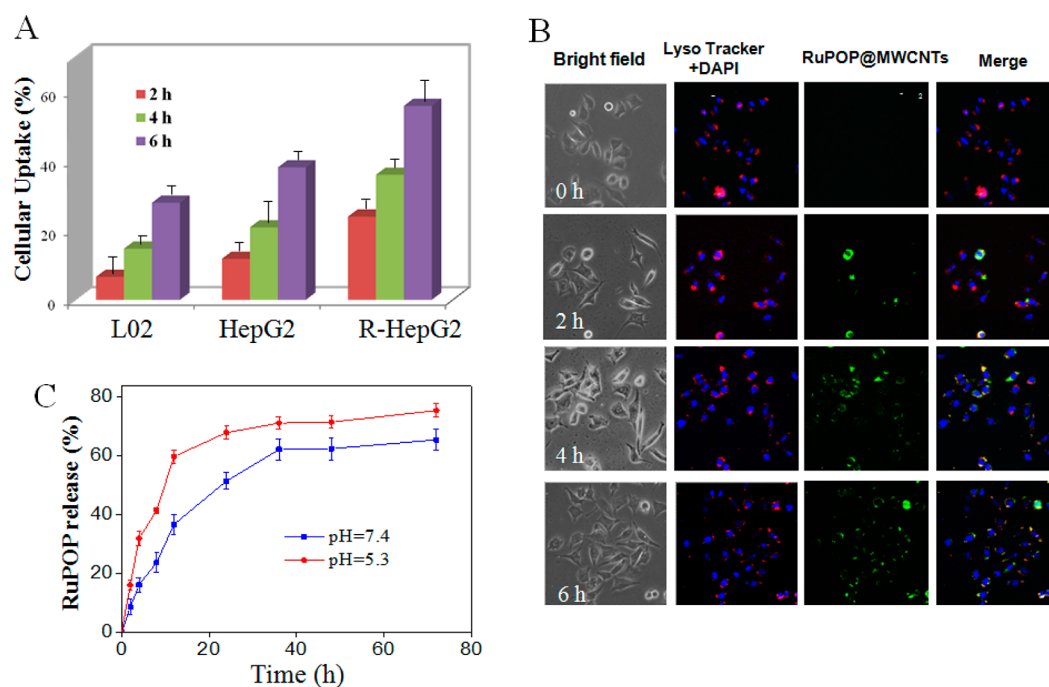 A
Cellular Uptake (%)
60
40
20
0
2 h
4 h
6 h
L02
HepG2
R-HepG2
B
Bright field
Lyso Tracker
+DAPI
RuPOP@MWCNTs
Merge
0 h
2 h
4 h
6 h
C
RuPOP release (%)
80
60
40
20
0
pH=7.4
pH=5.3
0
20
40
60
80
Time (h)